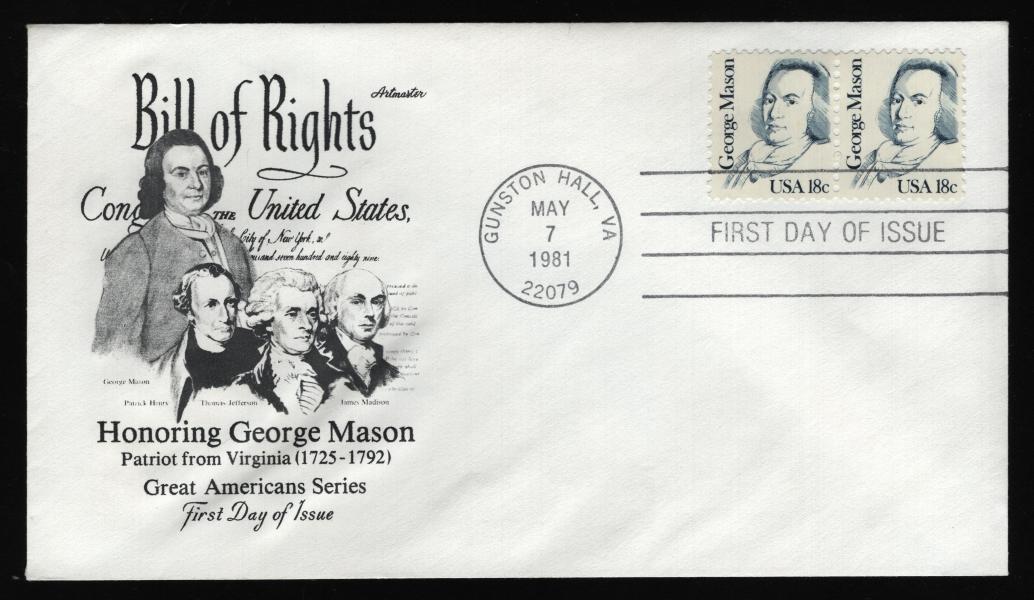 Bill of Rights
Artmaster
THE United States,
City of New York, on
hundred and eighty nine.
George Mason
Patrick Henry
Thomas Jefferson
James Madison
Honoring George Mason
Patriot from Virginia (1725-1792)
Great Americans Series
First Day of Issue
GUNSTON HALL, VA
MAY
7
1981
22079
George Mason
USA 18c
George Mason
USA 18c
FIRST DAY OF ISSUE